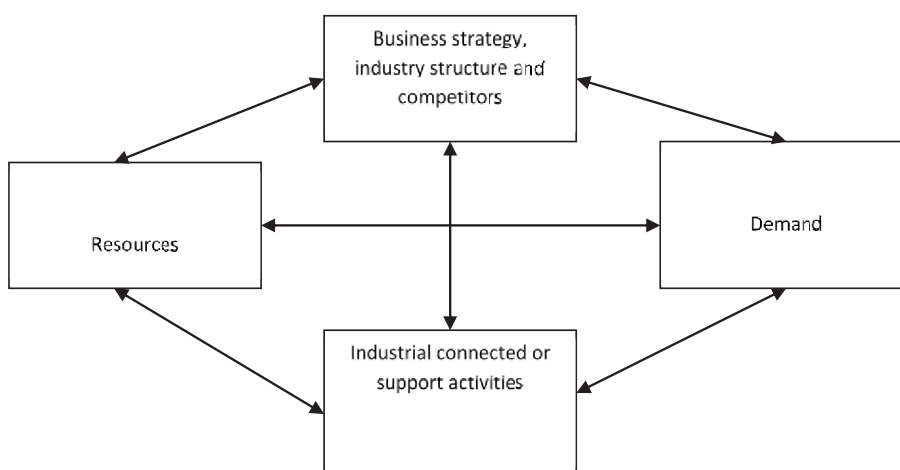 Business strategy,
industry structure and
competitors
Resources
Demand
Industrial connected or
support activities